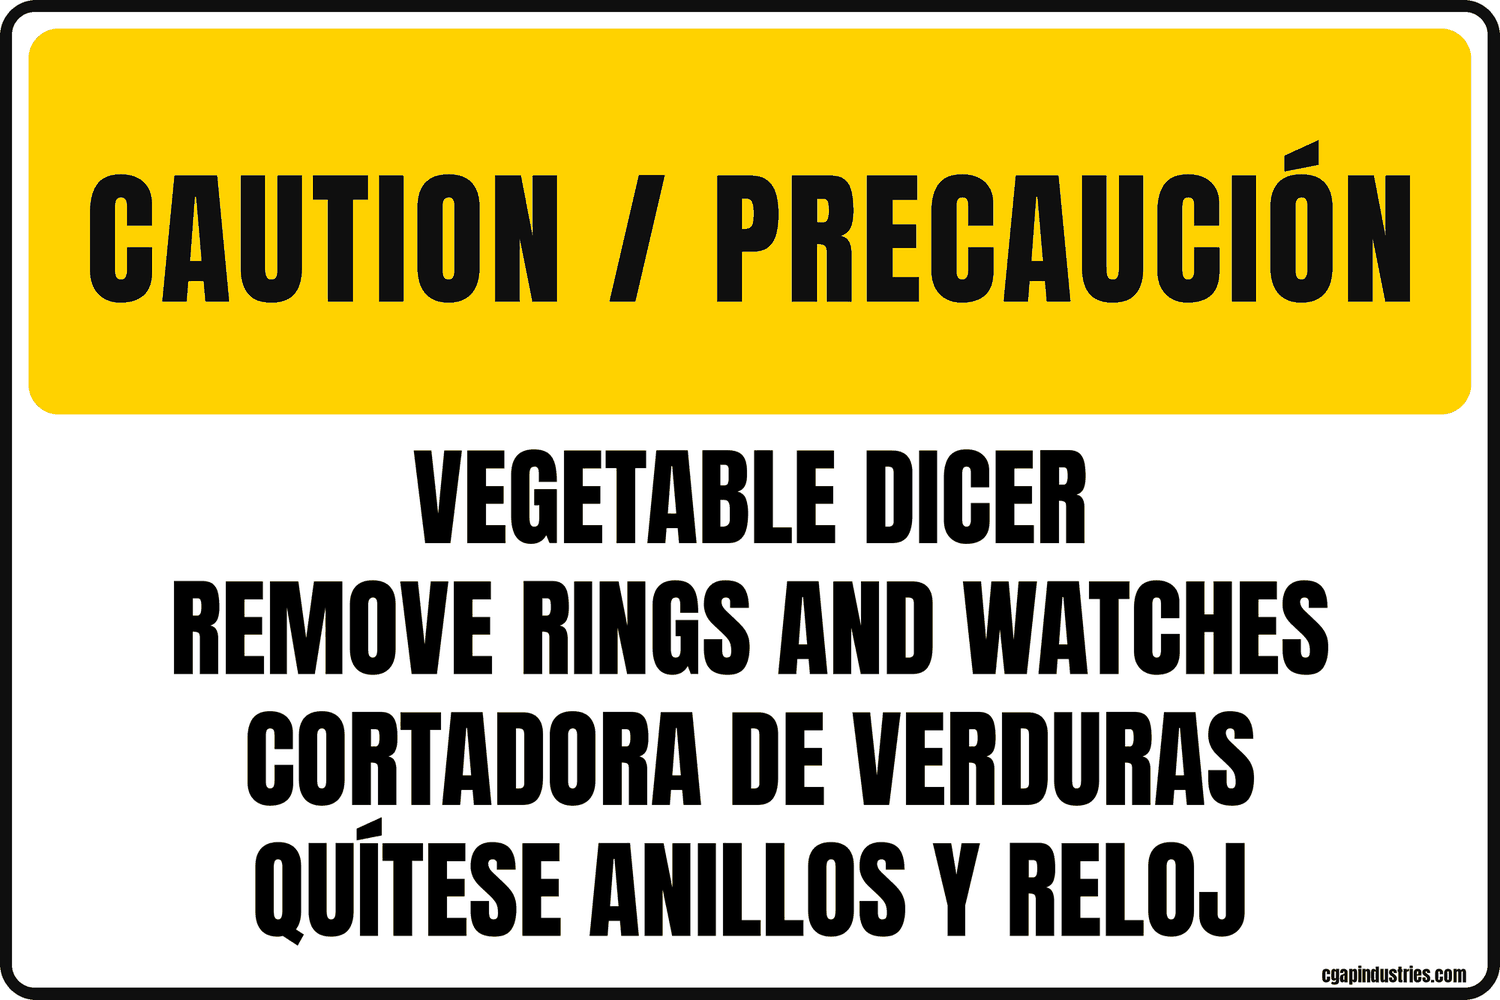 CAUTION / PRECAUCIÓN
VEGETABLE DICER
REMOVE RINGS AND WATCHES
CORTADORA DE VERDURAS
QUÍTESE ANILLOS Y RELOJ
cgapindustries.com